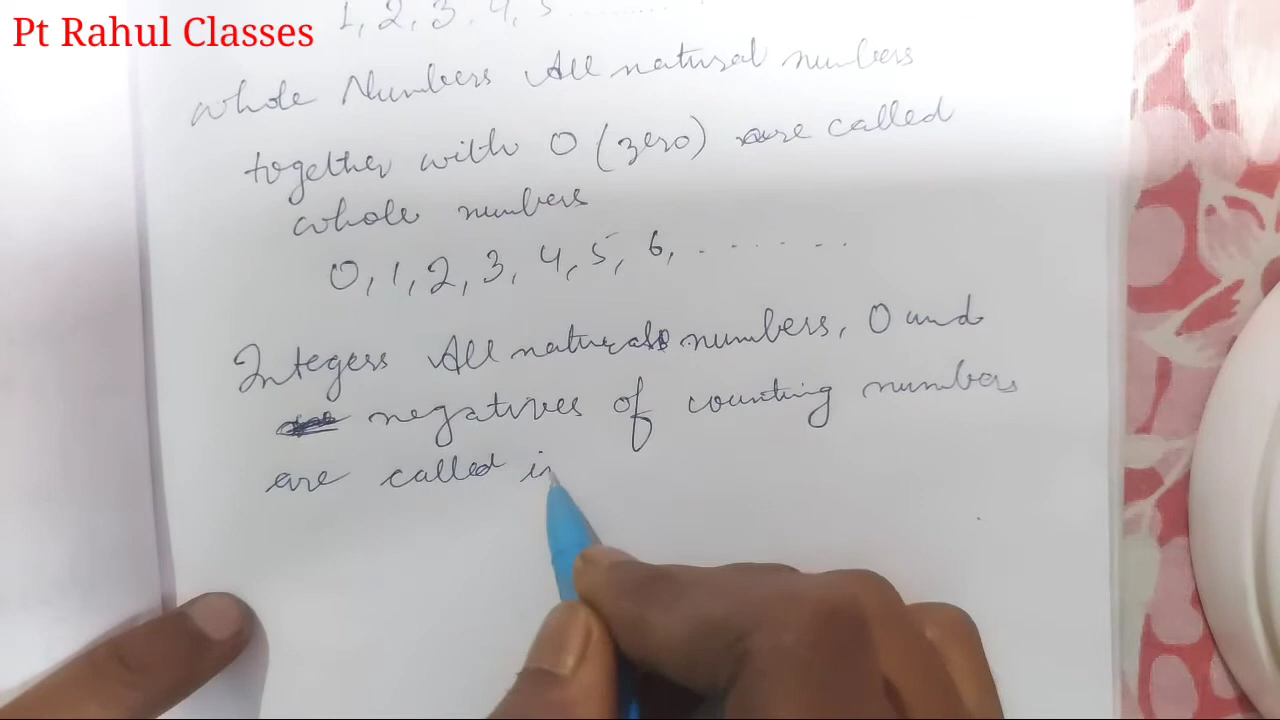 Pt Rahul Classes
1, 2, 3, 4, 5 ..........
whole Numbers All natural numbers
together with 0 (zero) are called
whole numbers
0, 1, 2, 3, 4, 5, 6, .......
Integers All natural numbers, 0 and
negatives of counting numbers
are called in